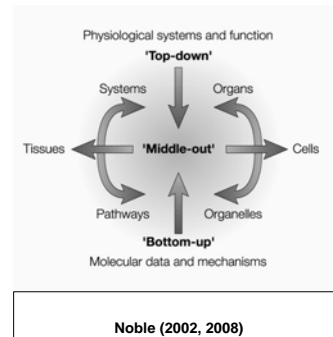 Physiological systems and function
'Top-down'
Systems Organs
Tissues 'Middle-out' Cells
Pathways Organelles
'Bottom-up'
Molecular data and mechanisms
Noble (2002, 2008)